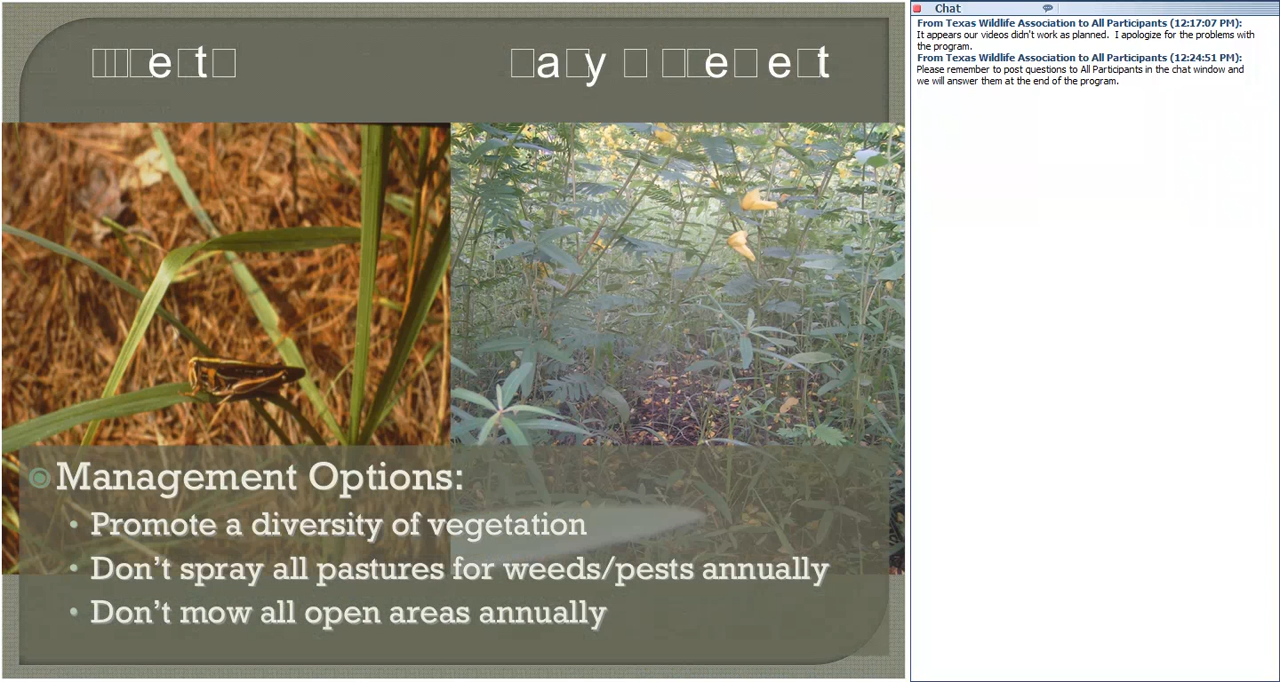 Management Options:
Promote a diversity of vegetation
Don’t spray all pastures for weeds/pests annually
Don’t mow all open areas annually
Chat
From Texas Wildlife Association to All Participants (12:17:07 PM):
It appears our videos didn't work as planned.  I apologize for the problems with
the program.
From Texas Wildlife Association to All Participants (12:24:51 PM):
Please remember to post questions to All Participants in the chat window and
we will answer them at the end of the program.